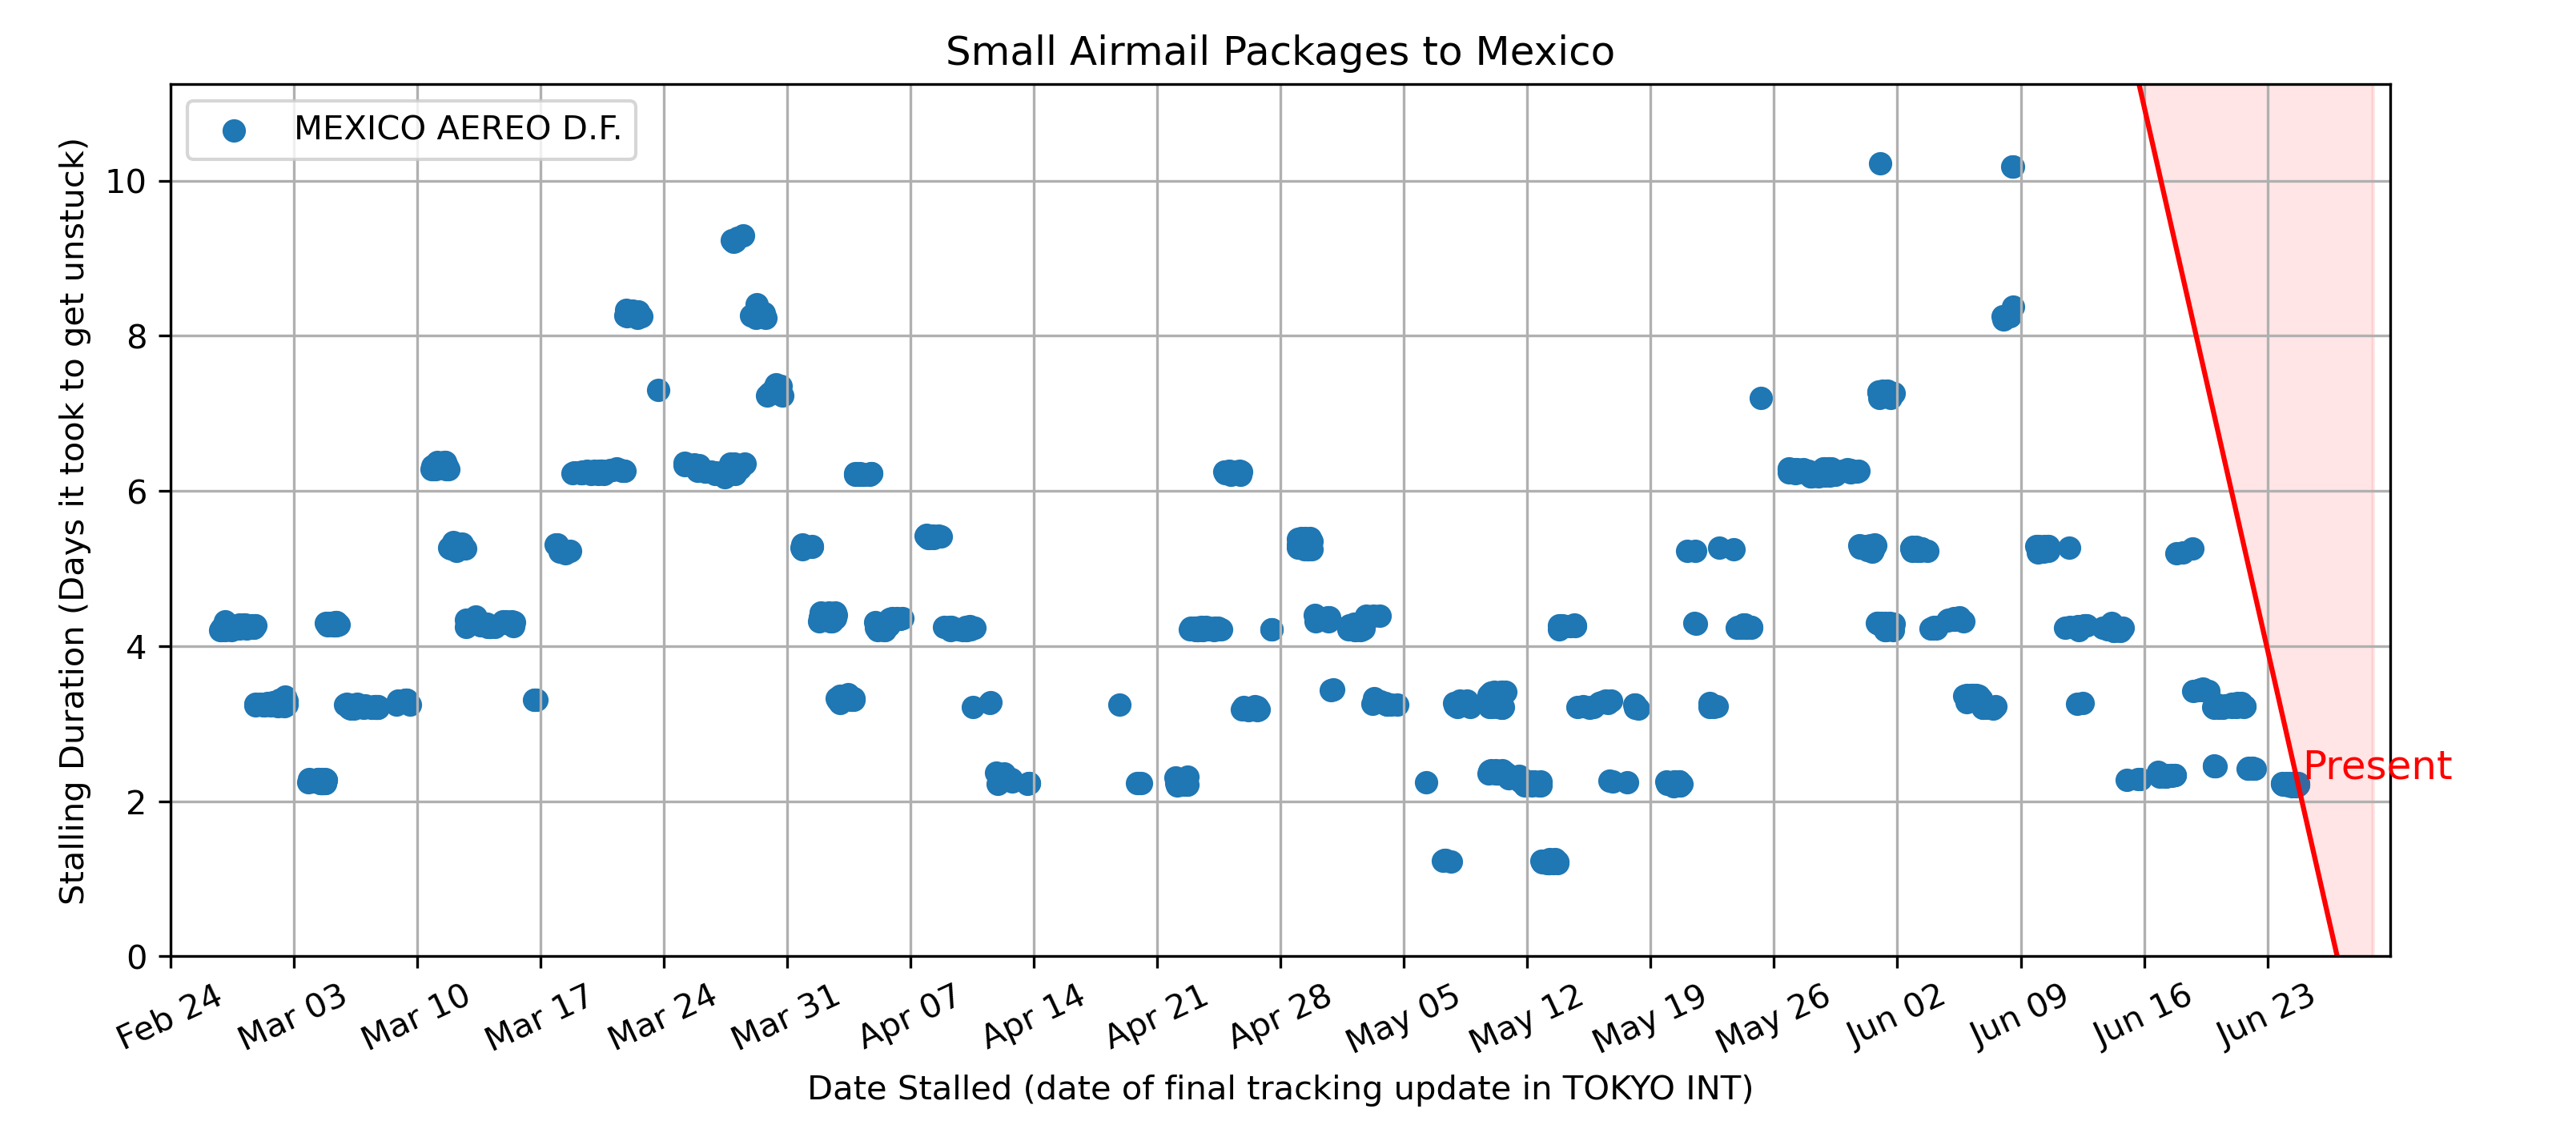 Small Airmail Packages to Mexico
MEXICO AEREO D.F.
Stalling Duration (Days it took to get unstuck)
10
8
6
4
2
0
Present
Feb 24
Mar 03
Mar 10
Mar 17
Mar 24
Mar 31
Apr 07
Apr 14
Apr 21
Apr 28
May 05
May 12
May 19
May 26
Jun 02
Jun 09
Jun 16
Jun 23
Date Stalled (date of final tracking update in TOKYO INT)